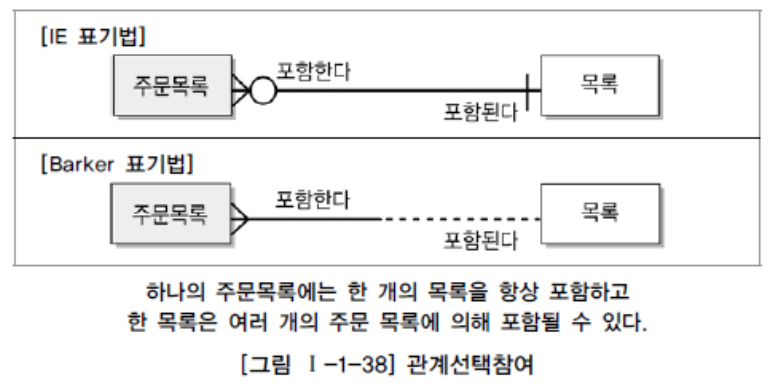 [IE 표기법]
주문목록
포함한다
포함된다
목록
[Barker 표기법]
주문목록
포함한다
포함된다
목록
하나의 주문목록에는 한 개의 목록을 항상 포함하고
한 목록은 여러 개의 주문 목록에 의해 포함될 수 있다.
[그림 Ⅰ-1-38] 관계선택참여